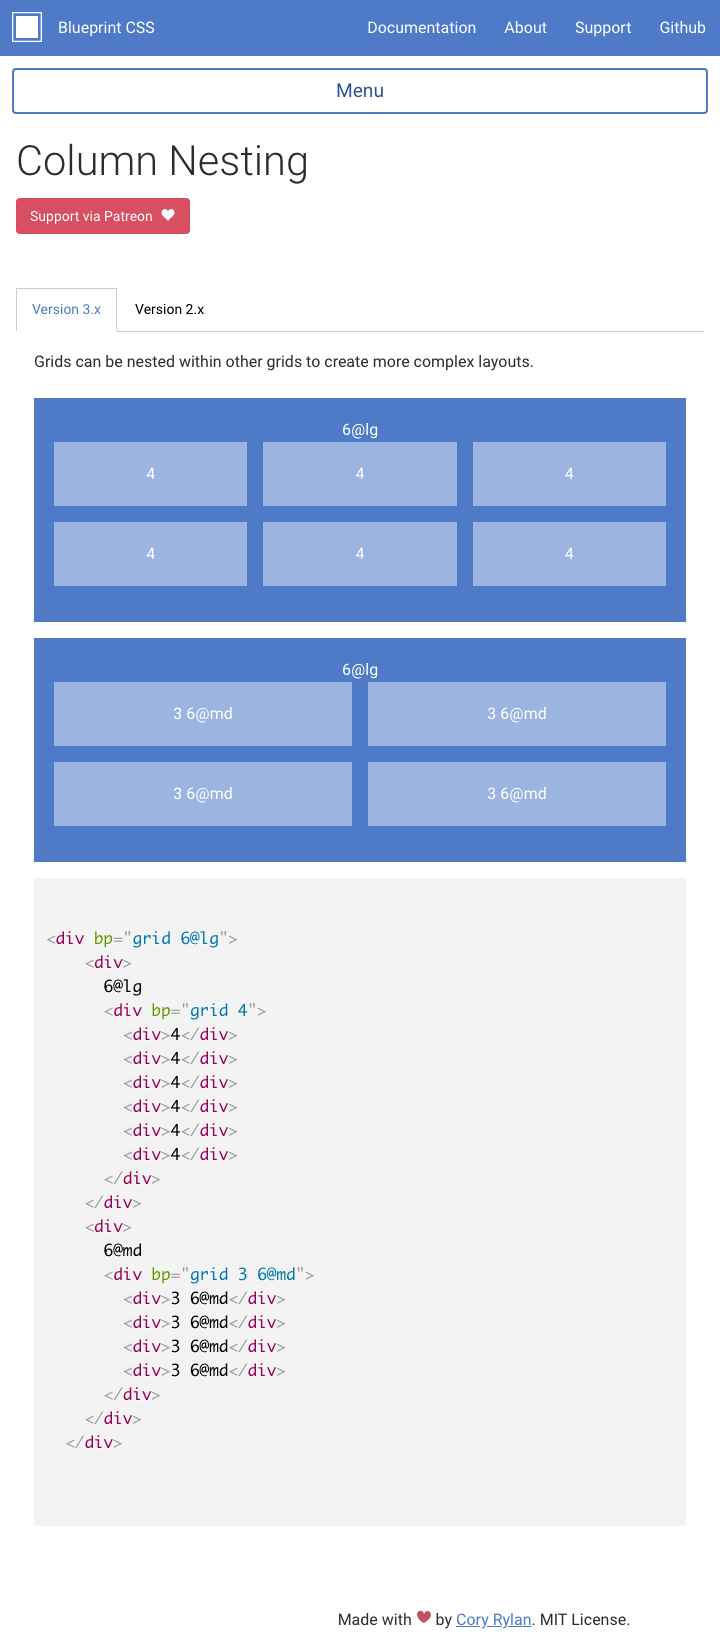 Blueprint CSS Documentation About Support Github
Menu
Column Nesting
Support via Patreon
Version 3.x Version 2.x
Grids can be nested within other grids to create more complex layouts.
6@lg
4 4 4
4 4 4
6@lg
3 6@md 3 6@md
3 6@md 3 6@md
<div bp="grid 6@lg">
    <div>
      6@lg
      <div bp="grid 4">
        <div>4</div>
        <div>4</div>
        <div>4</div>
        <div>4</div>
        <div>4</div>
        <div>4</div>
      </div>
    </div>
    <div>
      6@md
      <div bp="grid 3 6@md">
        <div>3 6@md</div>
        <div>3 6@md</div>
        <div>3 6@md</div>
        <div>3 6@md</div>
      </div>
    </div>
  </div>
Made with ♥ by Cory Rylan. MIT License.